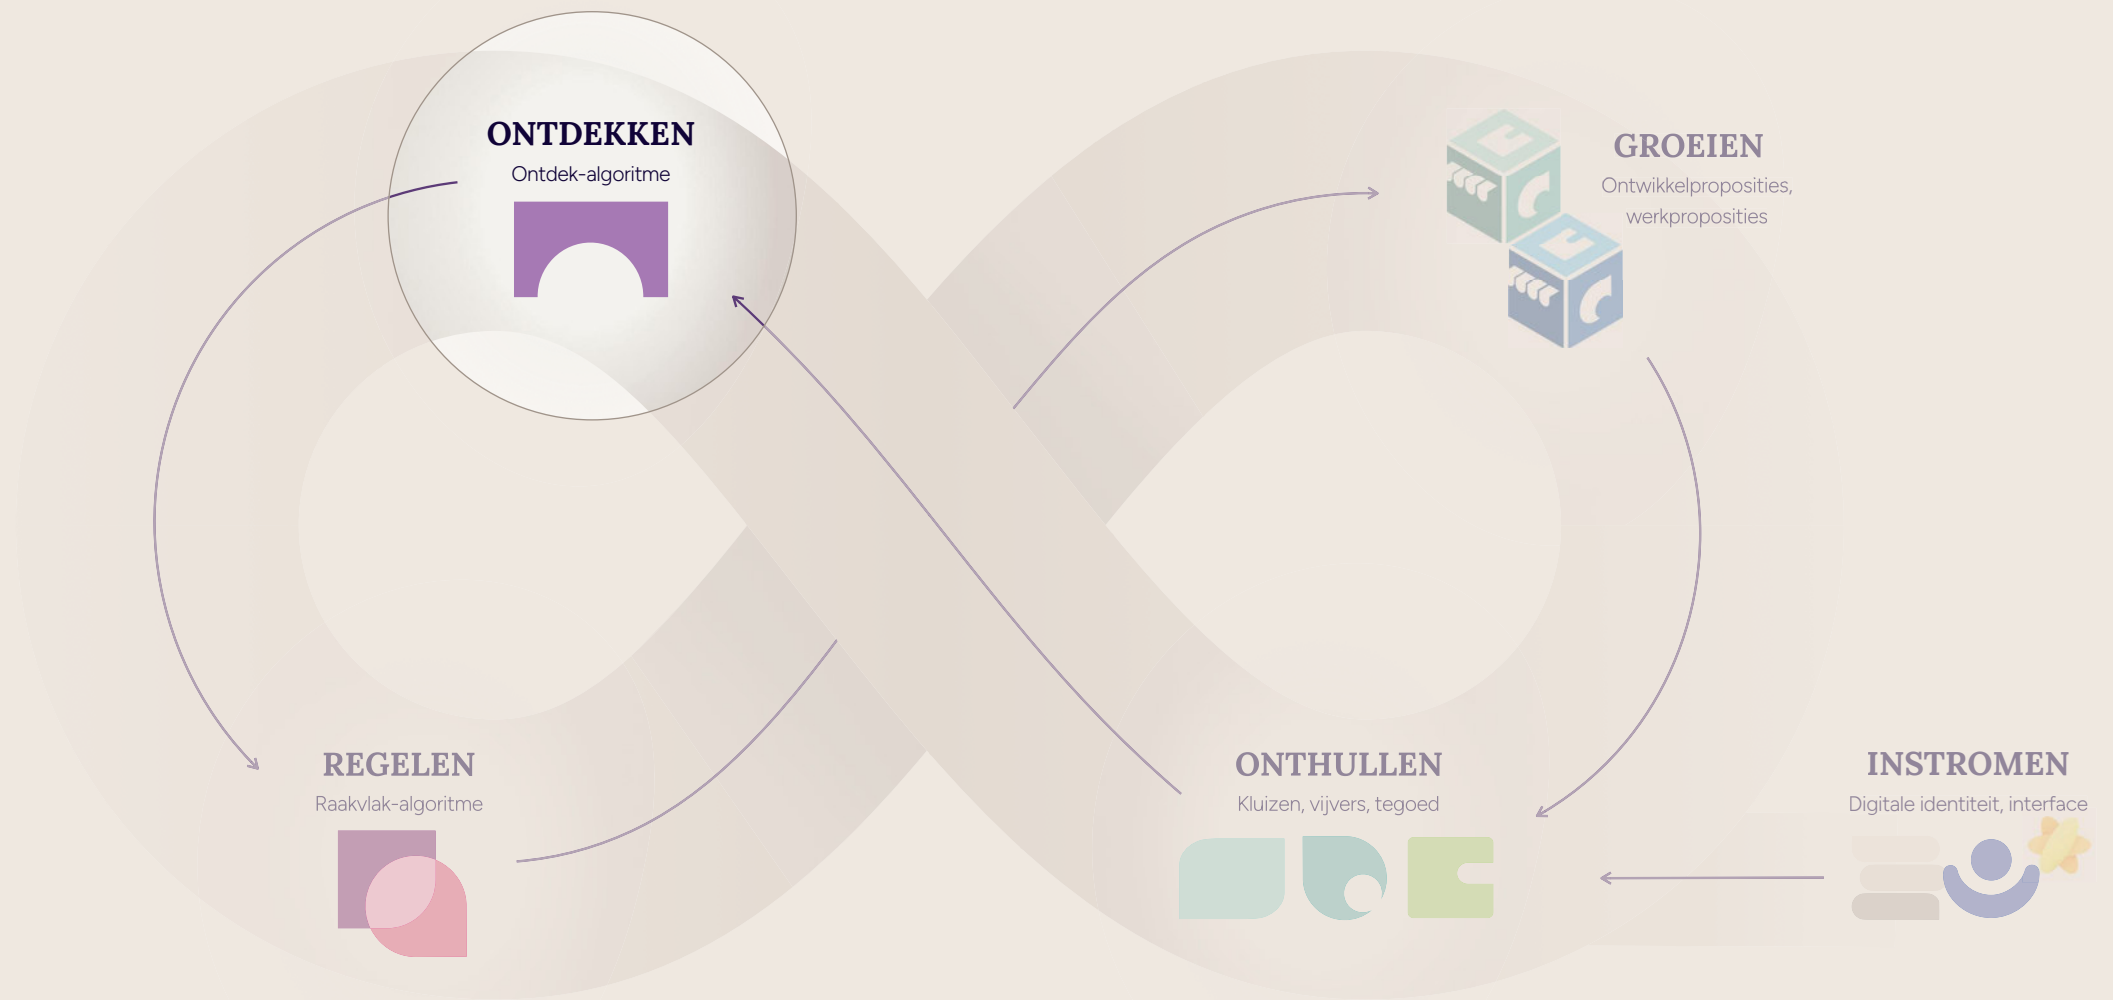 ONTDEKKEN
Ontdek-algoritme
GROEIEN
Ontwikkelproposities,
werkproposities
REGELEN
Raakvlak-algoritme
ONTHULLEN
Kluizen, vijvers, tegoed
INSTROMEN
Digitale identiteit, interface